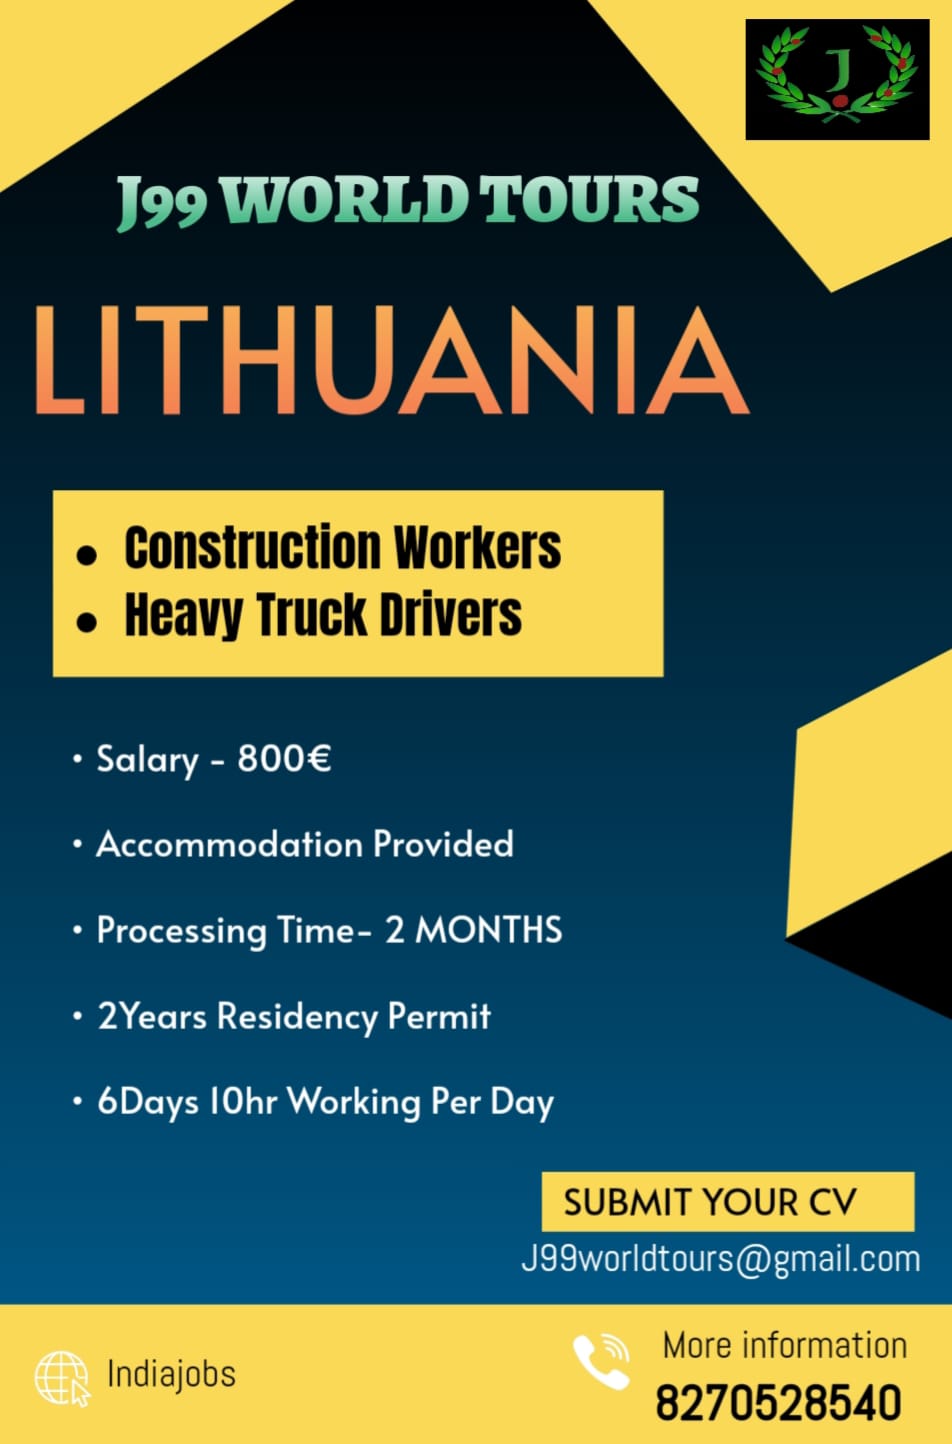 J
J99 WORLD TOURS
LITHUANIA
• Construction Workers
• Heavy Truck Drivers
• Salary - 800€
• Accommodation Provided
• Processing Time- 2 MONTHS
• 2Years Residency Permit
• 6Days 10hr Working Per Day
SUBMIT YOUR CV
J99worldtours@gmail.com
Indiajobs
More information
8270528540